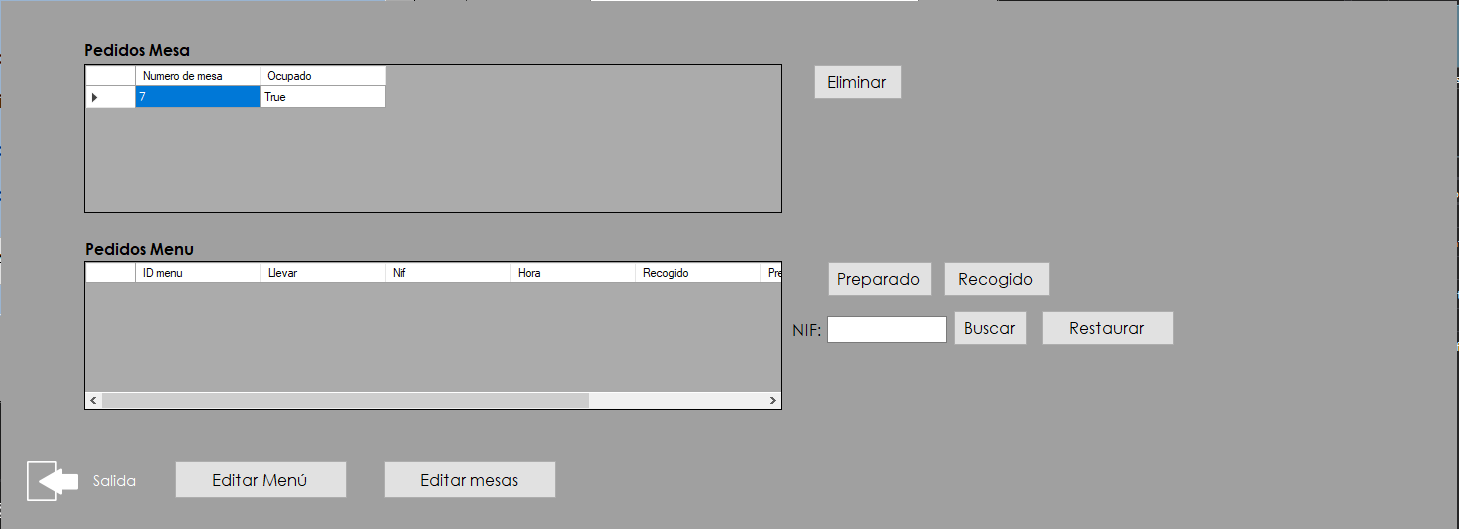 Pedidos Mesa
Numero de mesa Ocupado
7 True
Eliminar
Pedidos Menu
ID menu Llevar Nif Hora Recogido Pre
Preparado Recogido
NIF: Buscar Restaurar
Salida Editar Menú Editar mesas